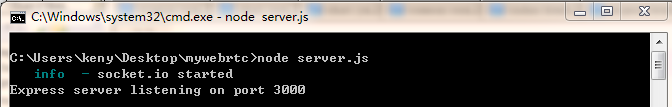 C:\Windows\system32\cmd.exe - node  server.js
C:\Users\keny\Desktop\mywebrtc>node server.js
   info  - socket.io started
Express server listening on port 3000